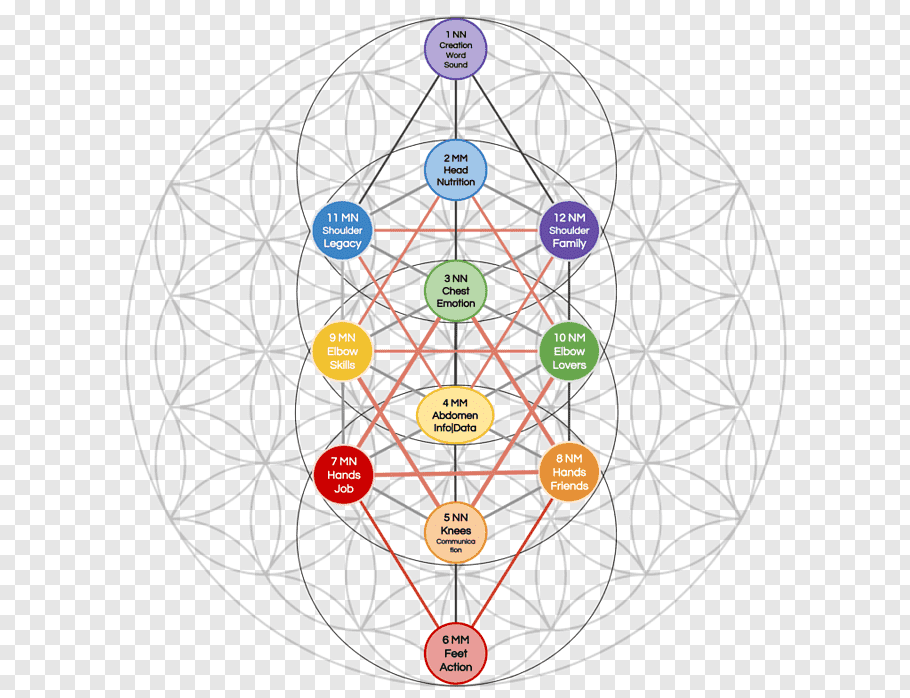 1 NN
Creation
Word
Sound
2 MM
Head
Nutrition
11 MN
Shoulder
Legacy
12 NM
Shoulder
Family
3 NN
Chest
Emotion
9 MN
Elbow
Skills
10 NM
Elbow
Lovers
4 MM
Abdomen
Info|Data
7 MN
Hands
Job
8 NM
Hands
Friends
5 NN
Knees
Communica
tion
6 MM
Feet
Action